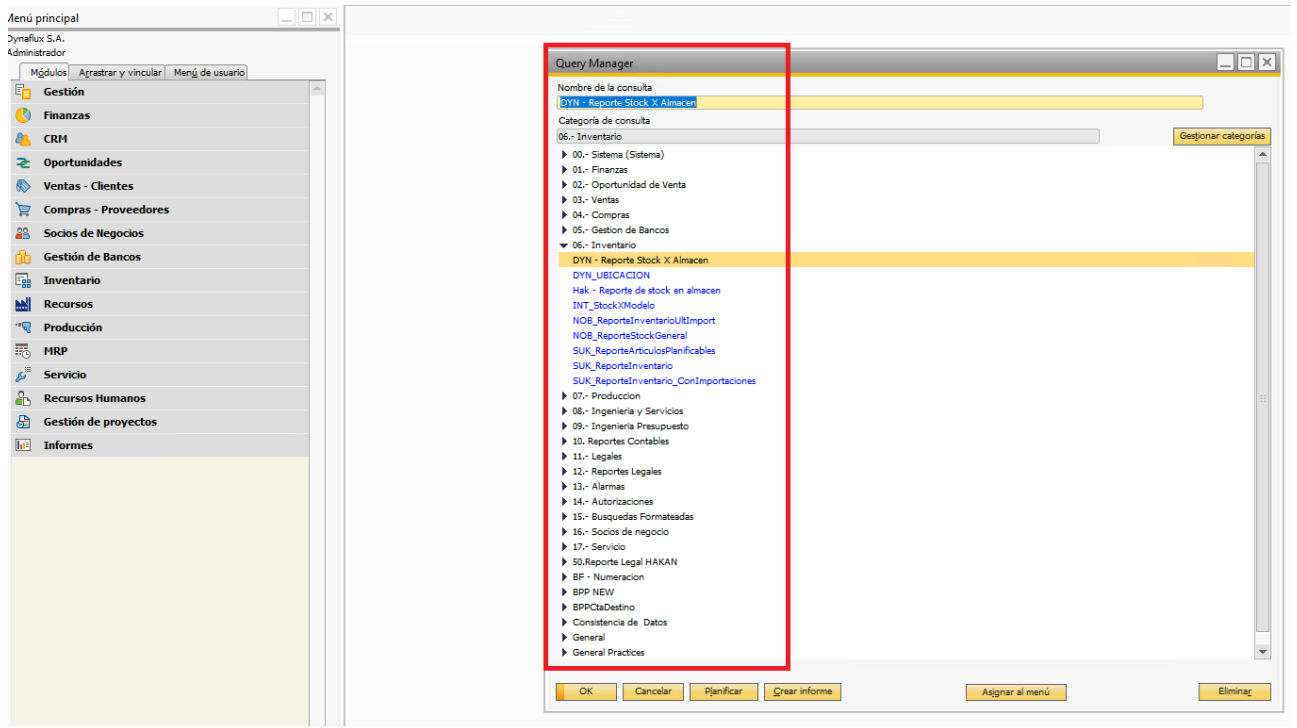 Menú principal
Dynaflux S.A.
Administrador
Módulos Arrastrar y vincular Menú de usuario
Gestión
Finanzas
CRM
Oportunidades
Ventas - Clientes
Compras - Proveedores
Socios de Negocios
Gestión de Bancos
Inventario
Recursos
Producción
MRP
Servicio
Recursos Humanos
Gestión de proyectos
Informes
Query Manager
Nombre de la consulta
DYN - Reporte Stock X Almacen
Categoría de consulta
06.- Inventario
Gestionar categorías
00.- Sistema (Sistema)
01.- Finanzas
02.- Oportunidad de Venta
03.- Ventas
04.- Compras
05.- Gestion de Bancos
06.- Inventario
DYN - Reporte Stock X Almacen
DYN_UBICACION
Hak - Reporte de stock en almacen
INT_StockXModelo
NOB_ReporteInventarioUltImport
NOB_ReporteStockGeneral
SUK_ReporteArticulosPlanificables
SUK_ReporteInventario
SUK_ReporteInventario_ConImportaciones
07.- Produccion
08.- Ingenieria y Servicios
09.- Ingenieria Presupuesto
10. Reportes Contables
11.- Legales
12.- Reportes Legales
13.- Alarmas
14.- Autorizaciones
15.- Busquedas Formateadas
16.- Socios de negocio
17.- Servicio
50.Reporte Legal HAKAN
BF - Numeracion
BPP NEW
BPPCtaDestino
Consistencia de Datos
General
General Practices
OK Cancelar Planificar Crear informe Asignar al menú Eliminar